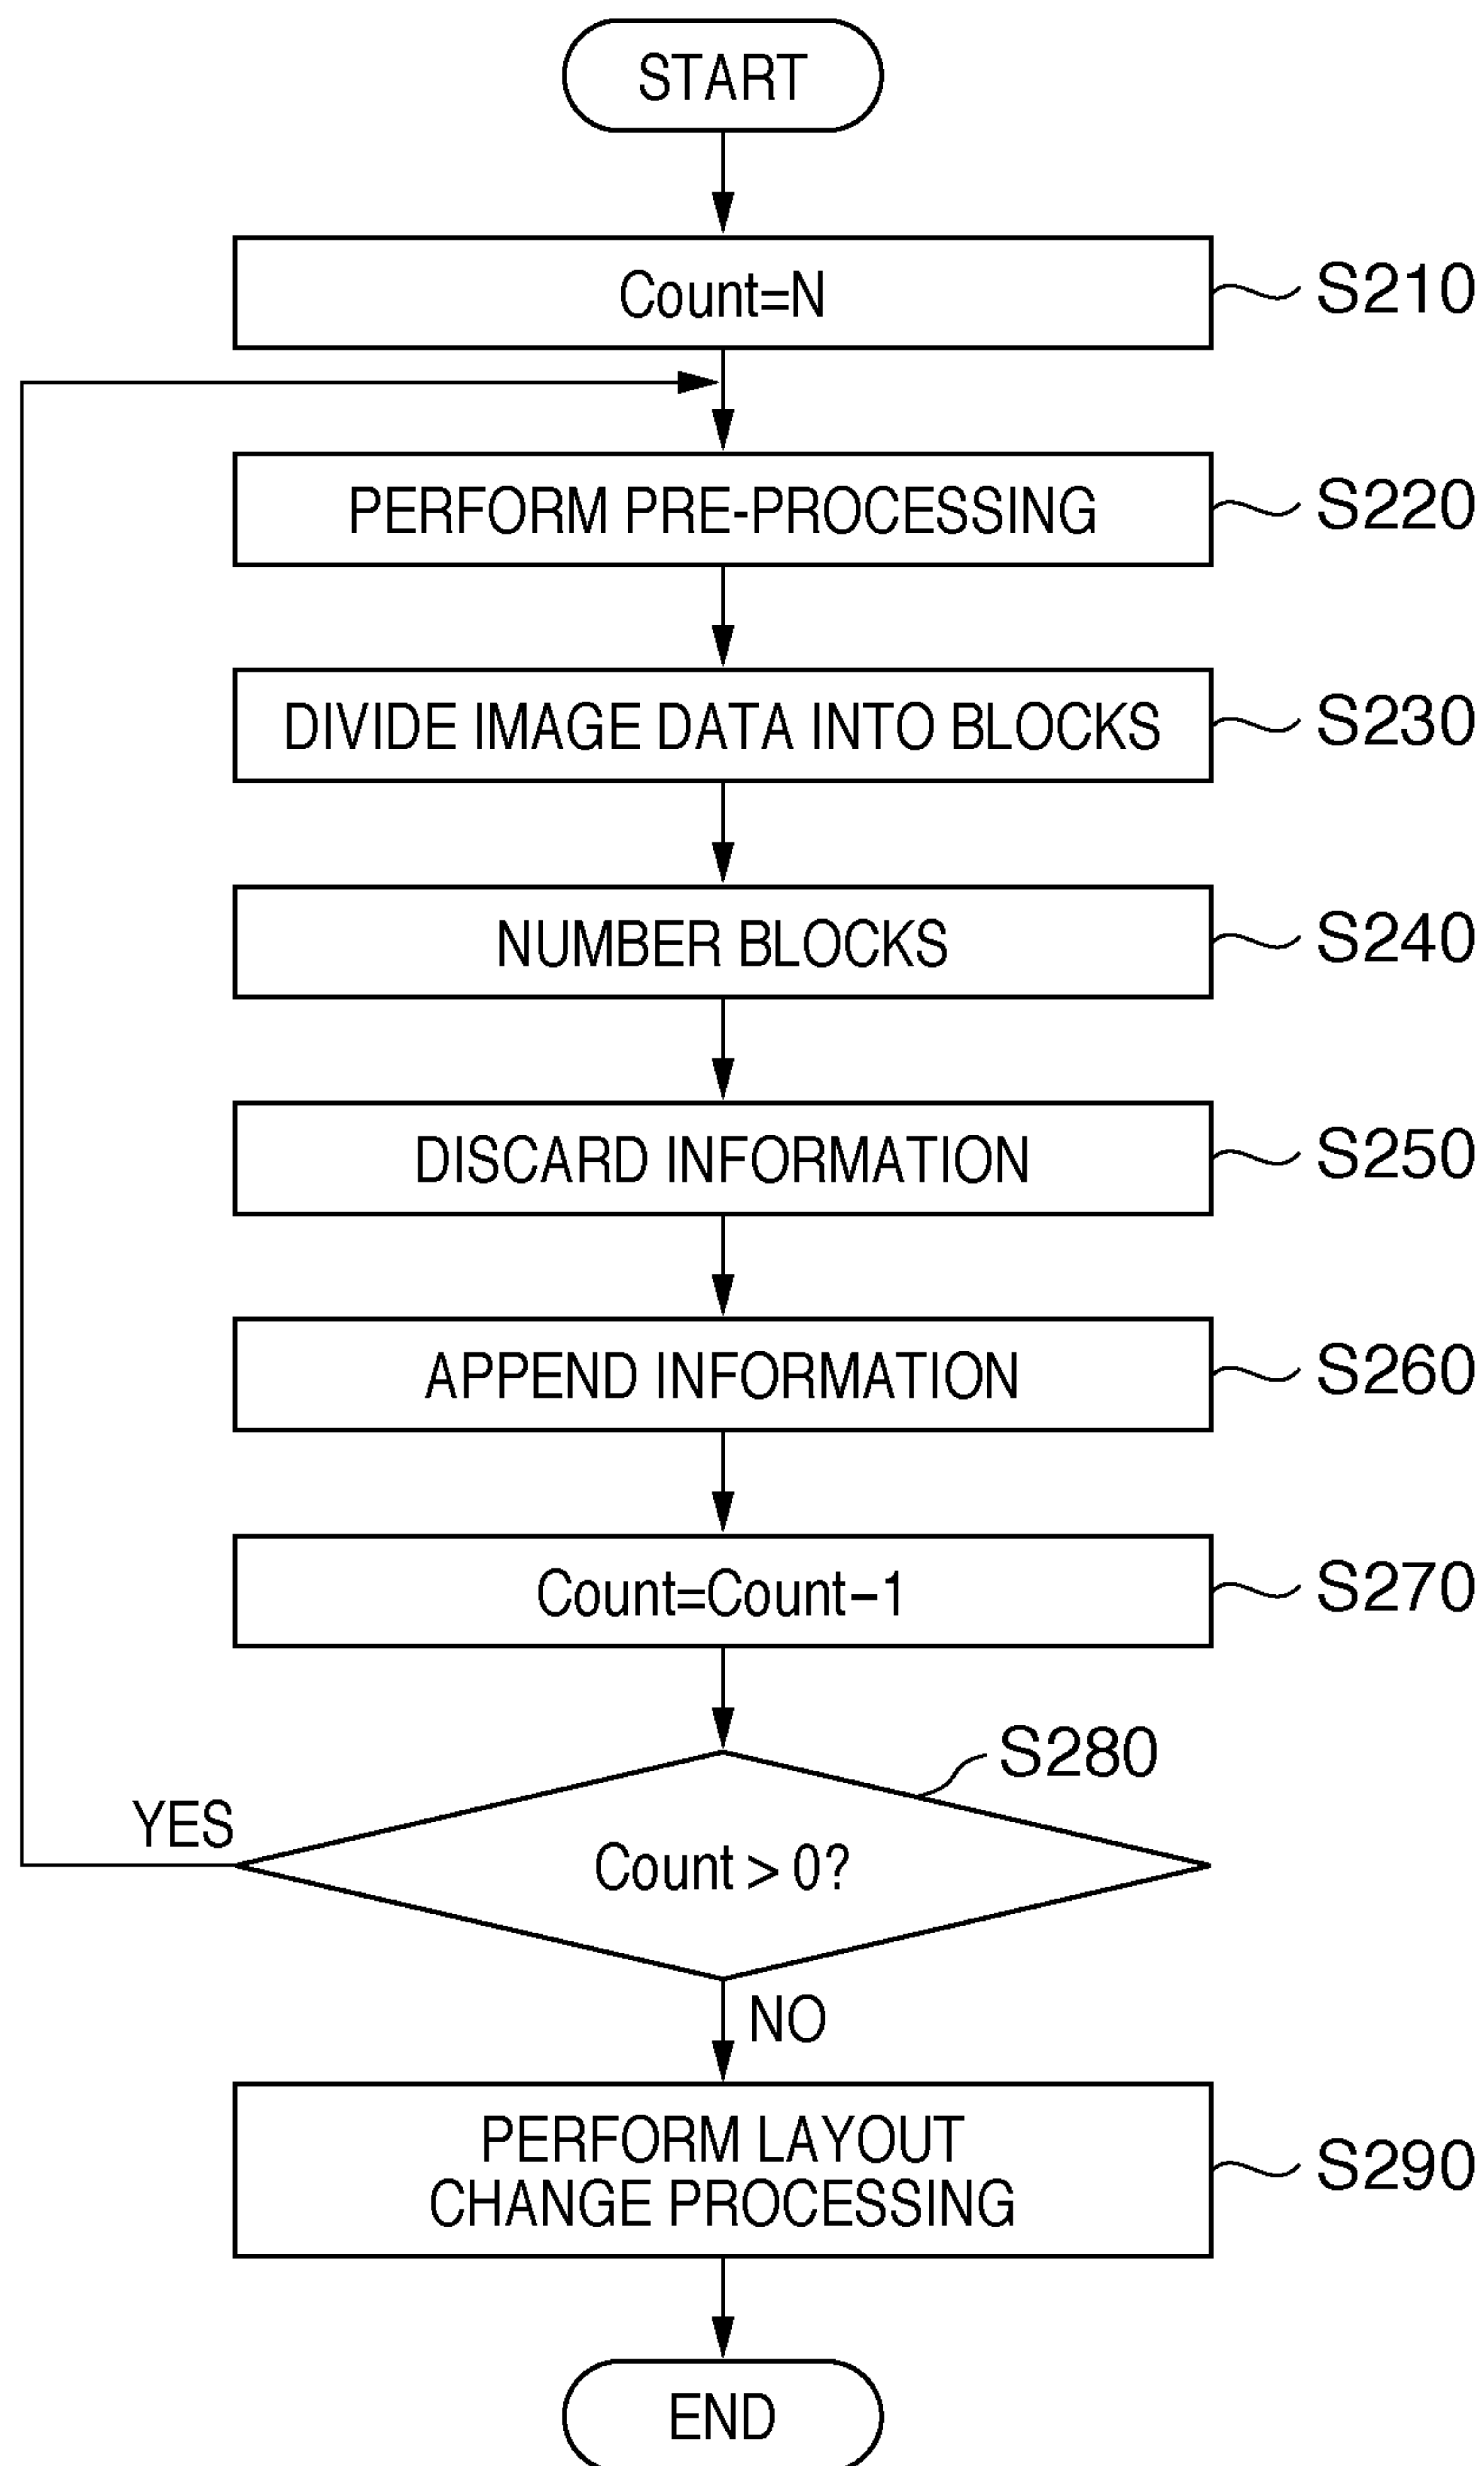 START
Count=N
S210
PERFORM PRE-PROCESSING
S220
DIVIDE IMAGE DATA INTO BLOCKS
S230
NUMBER BLOCKS
S240
DISCARD INFORMATION
S250
APPEND INFORMATION
S260
Count=Count−1
S270
S280
YES
Count > 0?
NO
PERFORM LAYOUT
CHANGE PROCESSING
S290
END